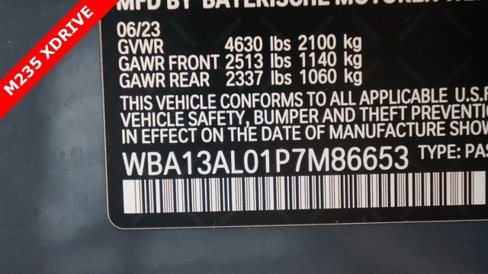 M235 XDRIVE
MFD BY BAYERISCHE MOTOREN
06/23
GVWR 4630 lbs 2100 kg
GAWR FRONT 2513 lbs 1140 kg
GAWR REAR 2337 lbs 1060 kg
THIS VEHICLE CONFORMS TO ALL APPLICABLE U.S.F
VEHICLE SAFETY, BUMPER AND THEFT PREVENTIO
IN EFFECT ON THE DATE OF MANUFACTURE SHOW
WBA13AL01P7M86653 TYPE: PAS